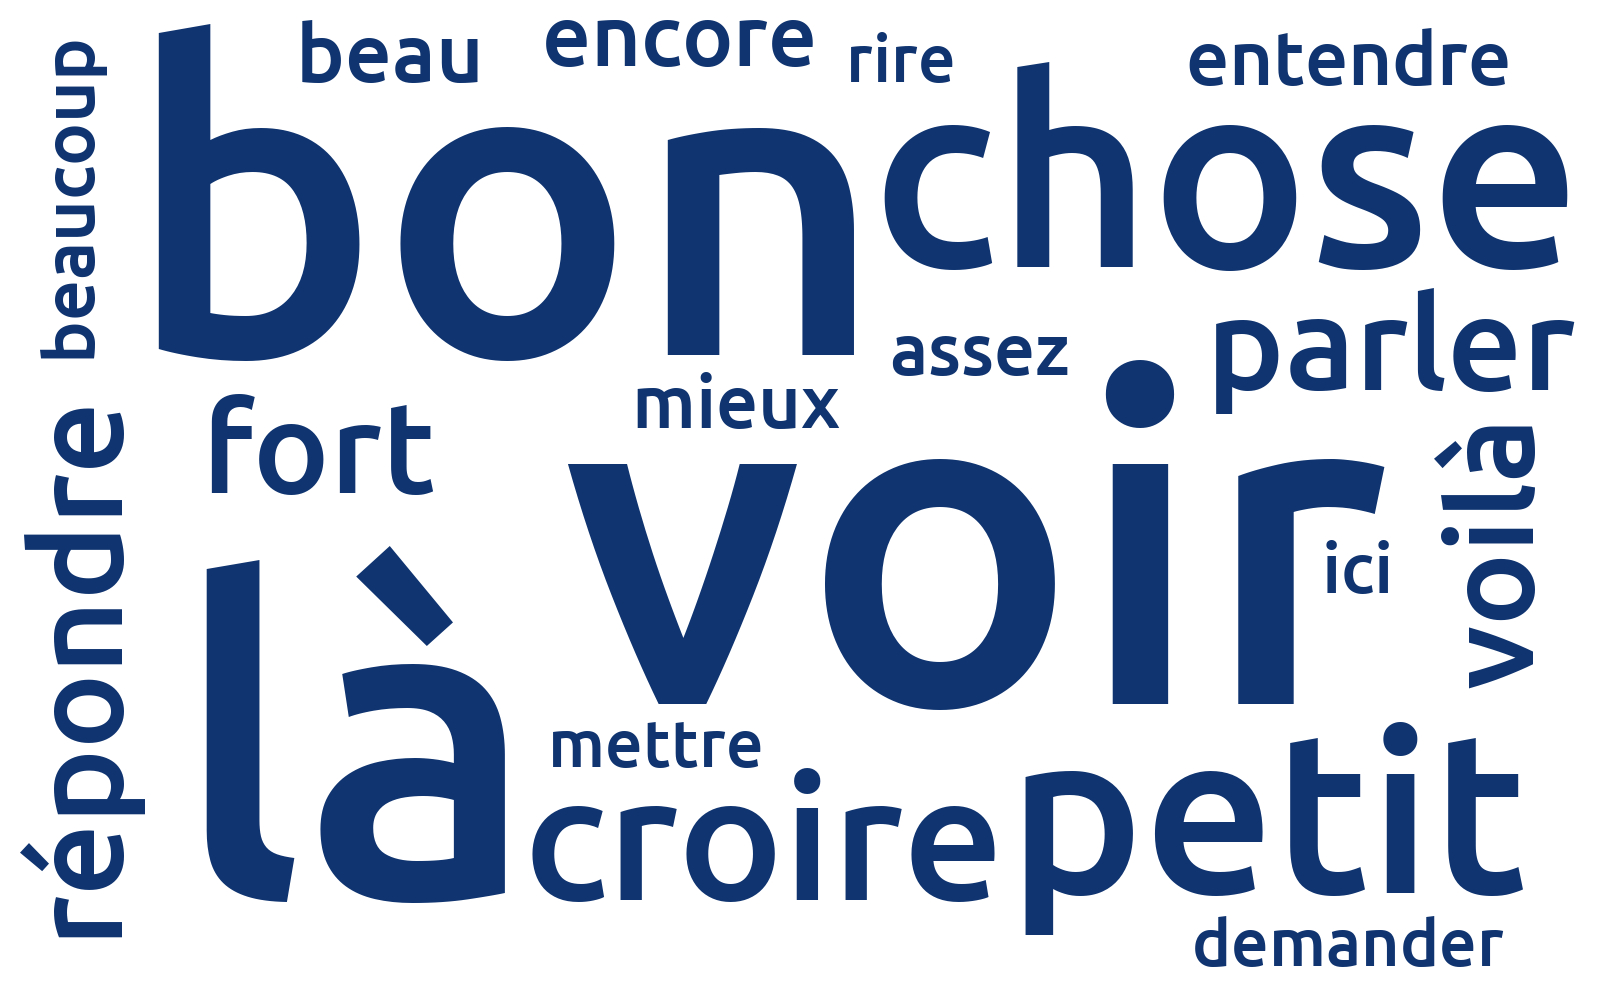 beaucoup
beau
encore
rire
entendre
bon
chose
parler
assez
mieux
fort
répondre
voir
voilà
ici
là
mettre
croire
petit
demander